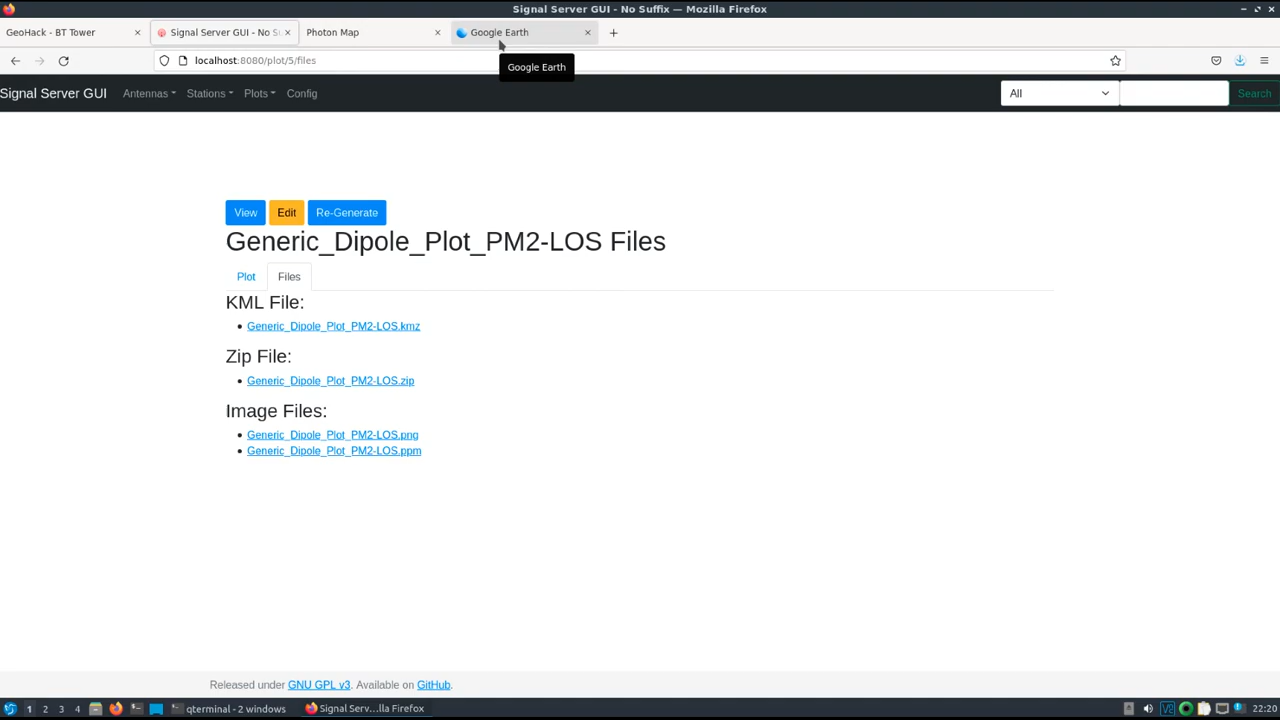 Signal Server GUI - No Suffix — Mozilla Firefox
GeoHack - BT Tower
Signal Server GUI - No Su
Photon Map
Google Earth
localhost:8080/plot/5/files
Google Earth
Signal Server GUI
Antennas
Stations
Plots
Config
All
Search
View
Edit
Re-Generate
Generic_Dipole_Plot_PM2-LOS Files
Plot
Files
KML File:
Generic_Dipole_Plot_PM2-LOS.kmz
Zip File:
Generic_Dipole_Plot_PM2-LOS.zip
Image Files:
Generic_Dipole_Plot_PM2-LOS.png
Generic_Dipole_Plot_PM2-LOS.ppm
Released under GNU GPL v3. Available on GitHub.
1 2 3 4
qterminal - 2 windows
Signal Serv...lla Firefox
22:20